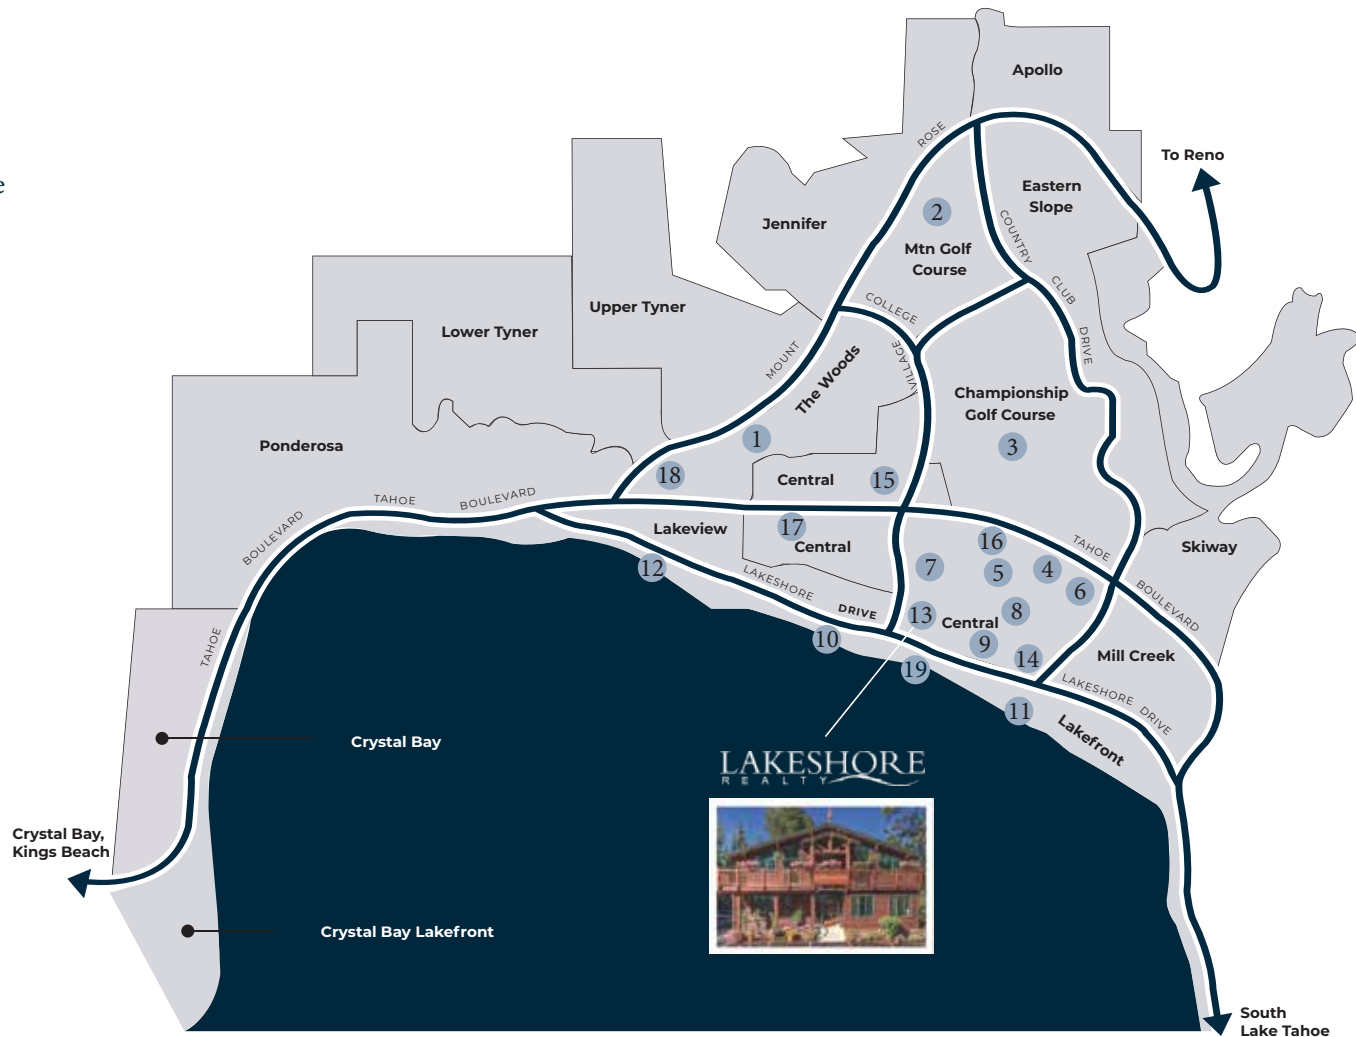 Apollo
ROSE
To Reno
e
Eastern
Slope
2
Jennifer
COUNTRY
Mtn Golf
Course
CLUB
COLLEGE
Upper Tyner
Lower Tyner
DRIVE
MOUNT
VILLAGE
The Woods
Championship
Golf Course
Ponderosa
1
3
18
Central
15
TAHOE
BOULEVARD
BOULEVARD
Lakeview
17
Central
16
TAHOE
Skiway
12
7
5
4
6
LAKESHORE
DRIVE
BOULEVARD
13
8
Central
10
9
14
Mill Creek
TAHOE
19
LAKESHORE
DRIVE
11
Lakefront
Crystal Bay
LAKESHORE
REALTY
Crystal Bay,
Kings Beach
Crystal Bay Lakefront
South
Lake Tahoe